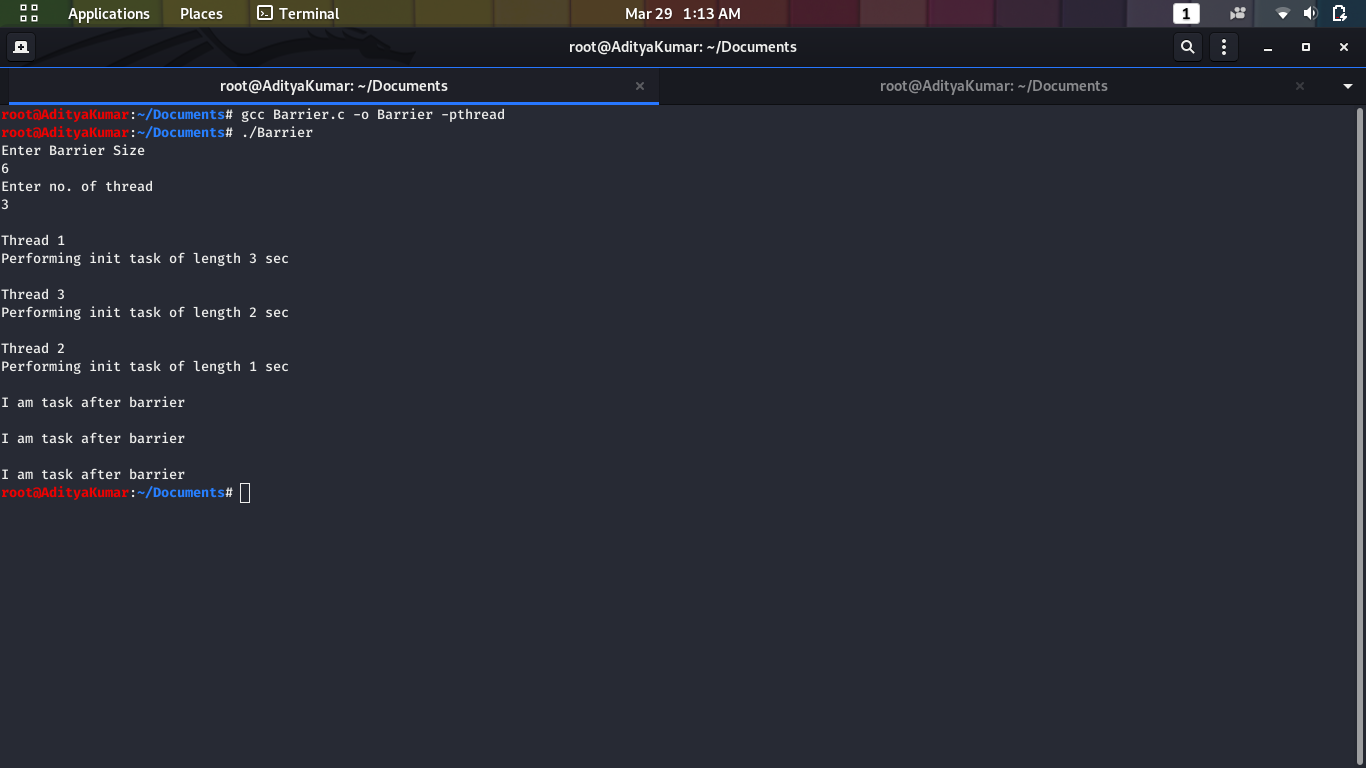 Applications Places Terminal Mar 29 1:13 AM 1
root@AdityaKumar: ~/Documents
root@AdityaKumar: ~/Documents root@AdityaKumar: ~/Documents
root@AdityaKumar:~/Documents# gcc Barrier.c -o Barrier -pthread
root@AdityaKumar:~/Documents# ./Barrier
Enter Barrier Size
6
Enter no. of thread
3
Thread 1
Performing init task of length 3 sec
Thread 3
Performing init task of length 2 sec
Thread 2
Performing init task of length 1 sec
I am task after barrier
I am task after barrier
I am task after barrier
root@AdityaKumar:~/Documents#